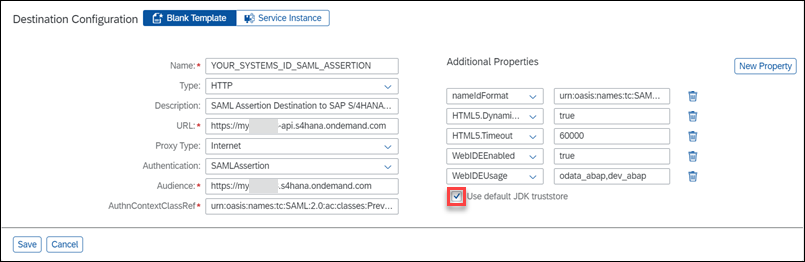 Destination Configuration Blank Template Service Instance
Name:* YOUR_SYSTEMS_ID_SAML_ASSERTION
Type: HTTP
Description: SAML Assertion Destination to SAP S/4HANA...
URL:* https://my -api.s4hana.ondemand.com
Proxy Type: Internet
Authentication: SAMLAssertion
Audience:* https://my .s4hana.ondemand.com
AuthnContextClassRef* urn:oasis:names:tc:SAML:2.0:ac:classes:Prev...
Additional Properties
New Property
nameIdFormat urn:oasis:names:tc:SAM...
HTML5.Dynami... true
HTML5.Timeout 60000
WebIDEEnabled true
WebIDEUsage odata_abap,dev_abap
Use default JDK truststore
Save Cancel